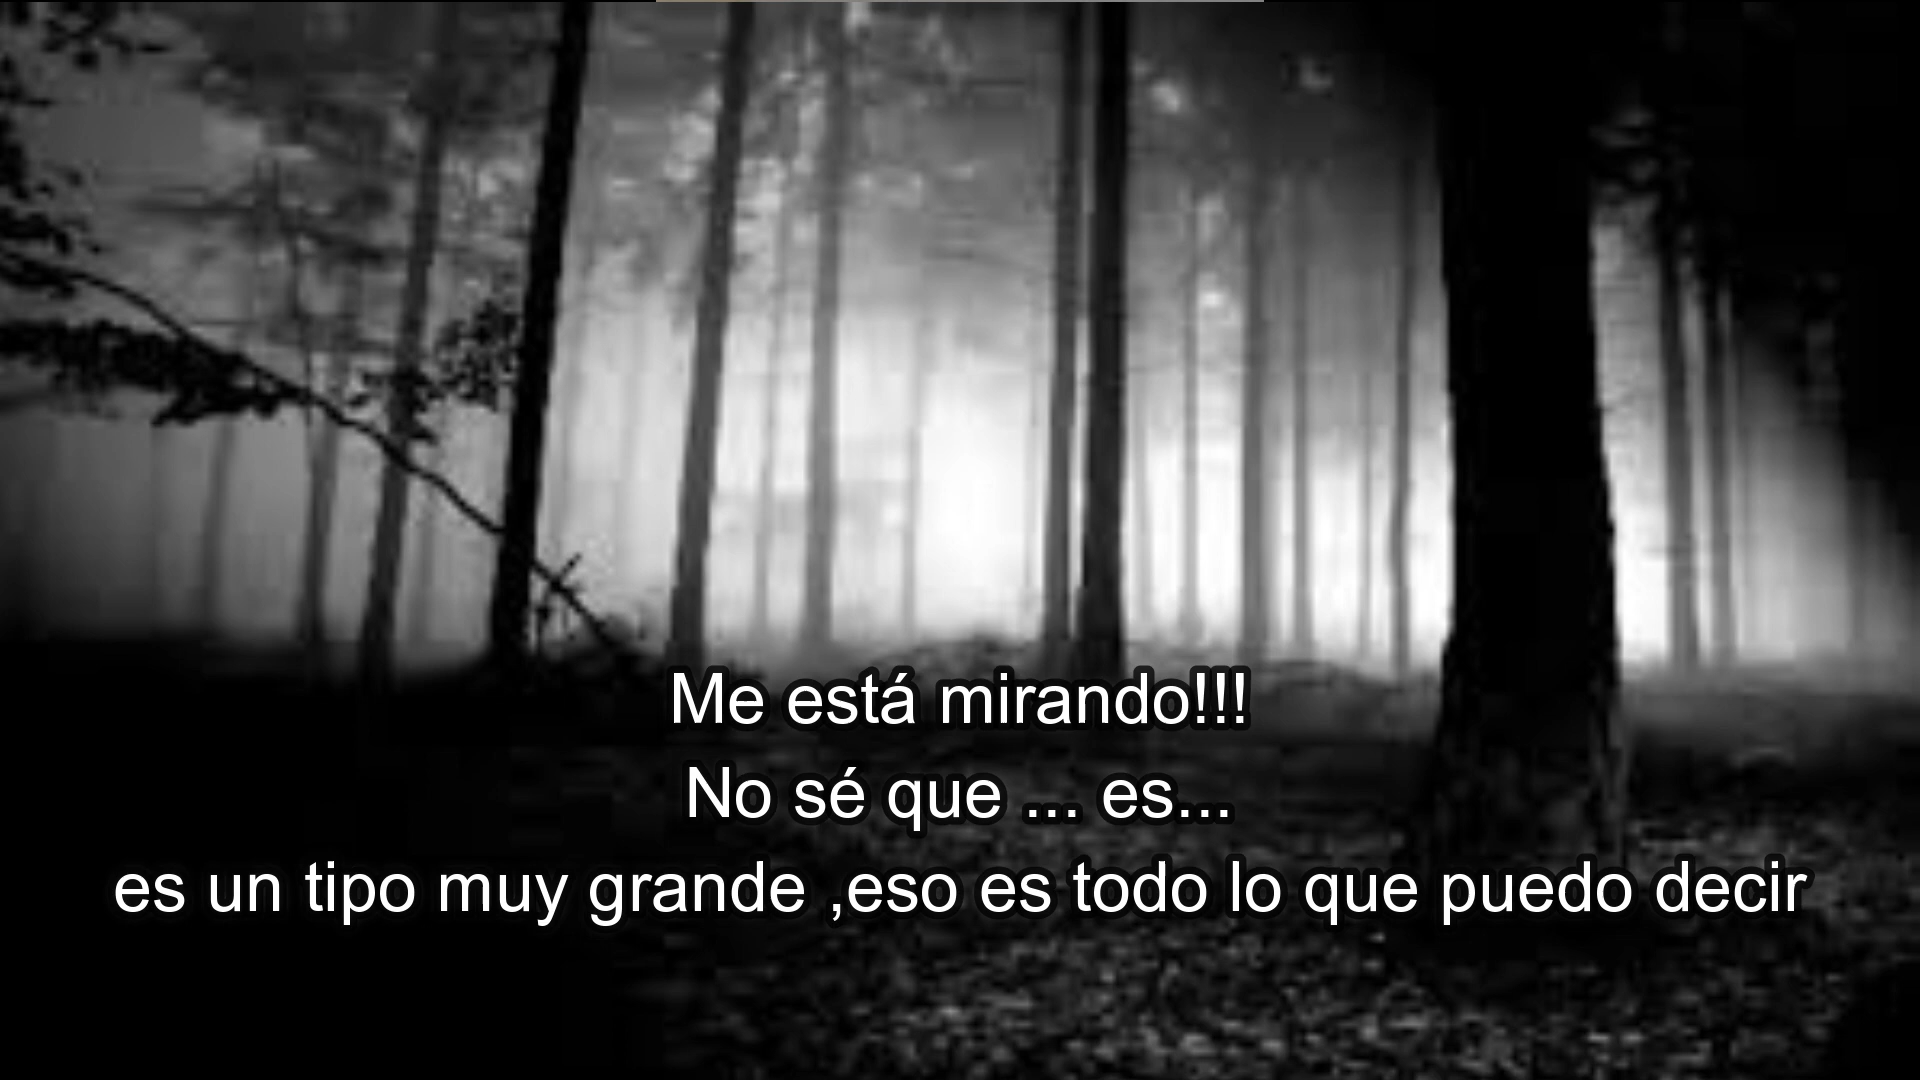 Me está mirando!!!
No sé que ... es...
es un tipo muy grande ,eso es todo lo que puedo decir